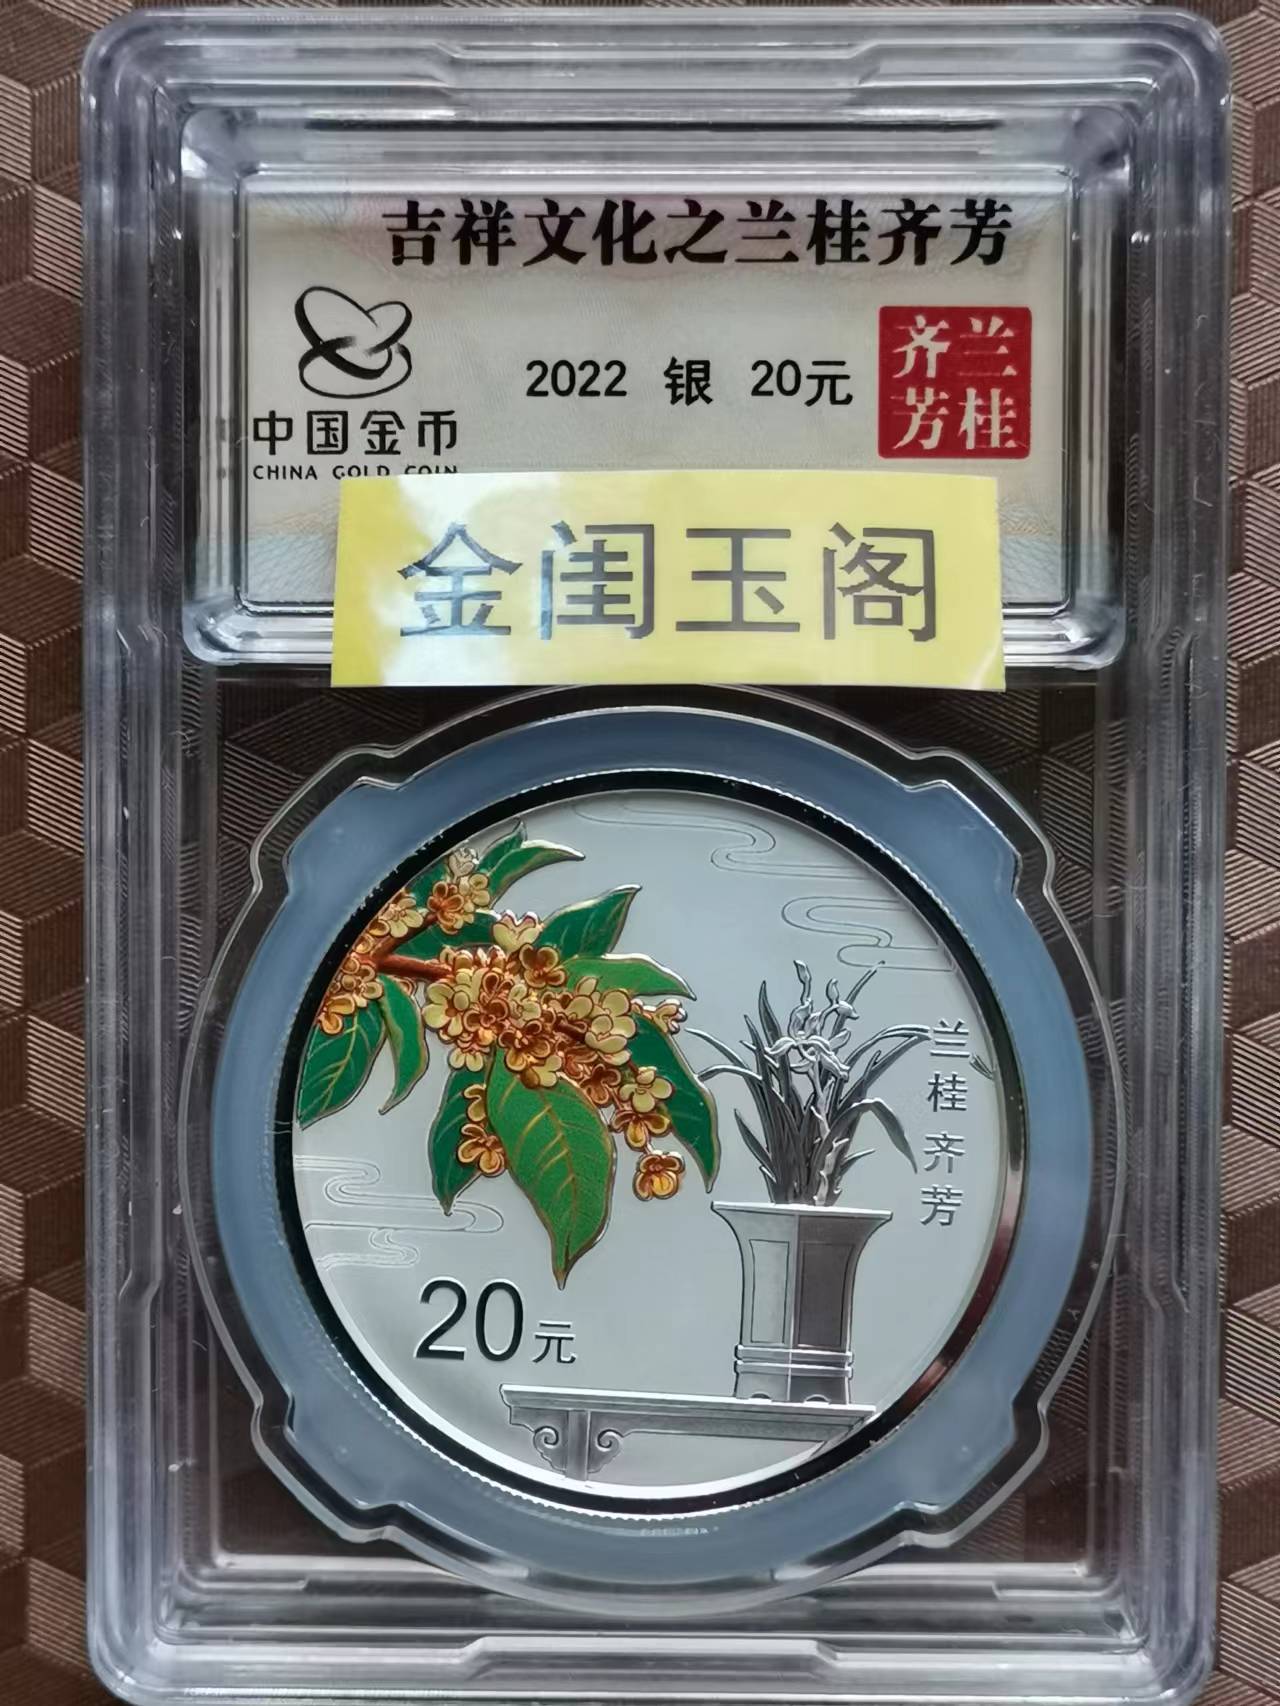 吉祥文化之兰桂齐芳
中国金币
CHINA GOLD COIN
2022 银 20元
兰桂
齐芳
金闺玉阁
兰桂齐芳
20元